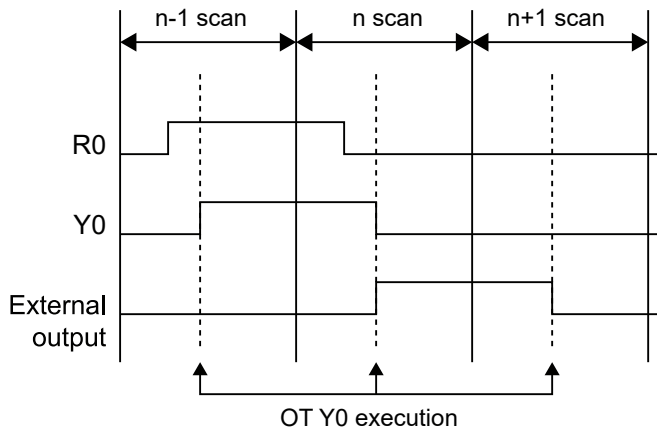 n-1 scan n scan n+1 scan
R0
Y0
External
output
OT Y0 execution